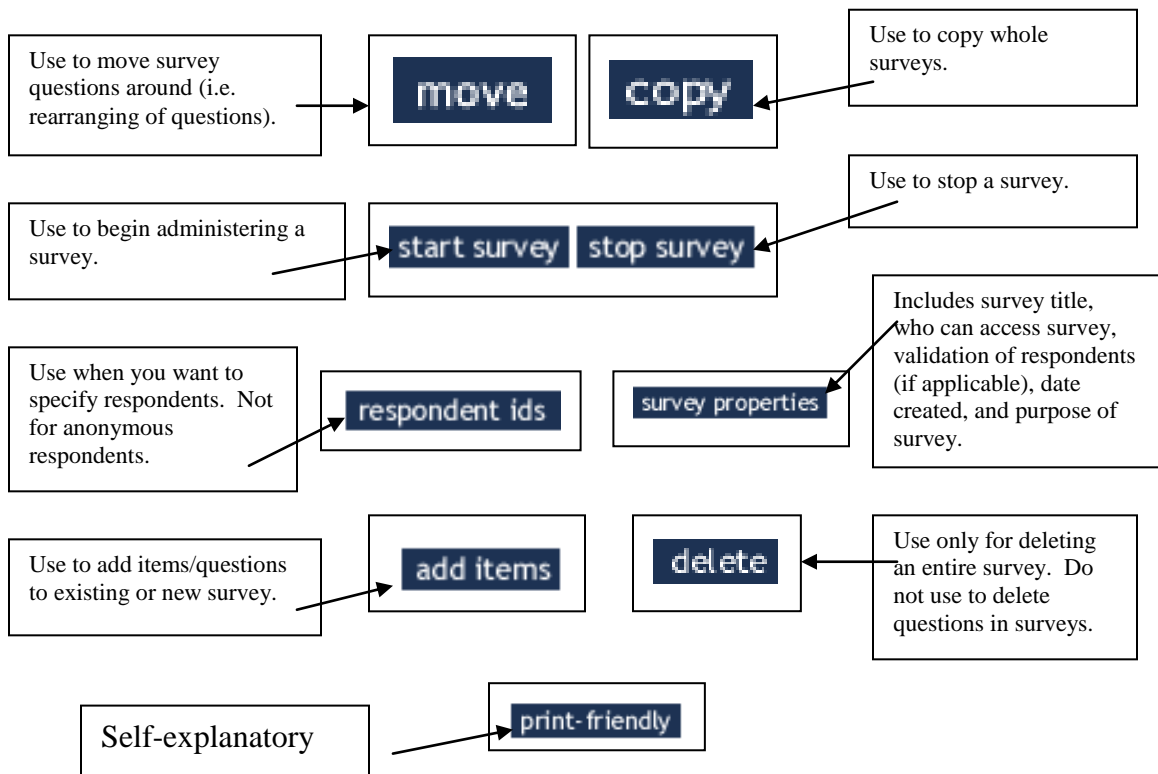 Use to move survey
questions around (i.e.
rearranging of questions).
move
copy
Use to copy whole
surveys.
Use to begin administering a
survey.
start survey
stop survey
Use to stop a survey.
Use when you want to
specify respondents.  Not
for anonymous
respondents.
respondent ids
survey properties
Includes survey title,
who can access survey,
validation of respondents
(if applicable), date
created, and purpose of
survey.
Use to add items/questions
to existing or new survey.
add items
delete
Use only for deleting
an entire survey.  Do
not use to delete
questions in surveys.
Self-explanatory
print-friendly